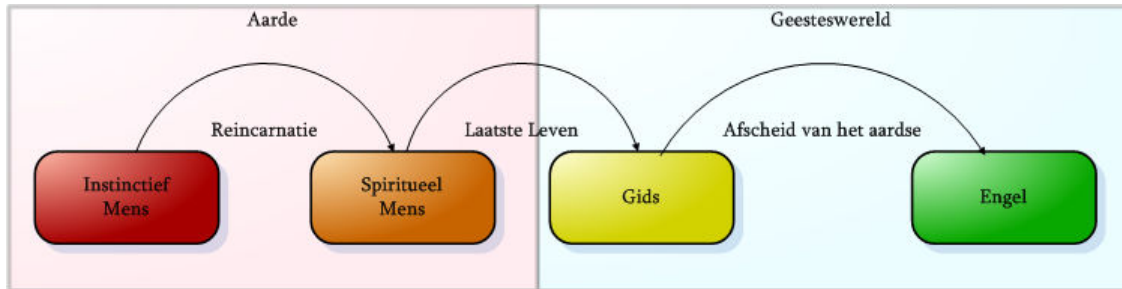 Aarde
Geesteswereld
Reincarnatie
Laatste Leven
Afscheid van het aardse
Instinctief
Mens
Spiritueel
Mens
Gids
Engel